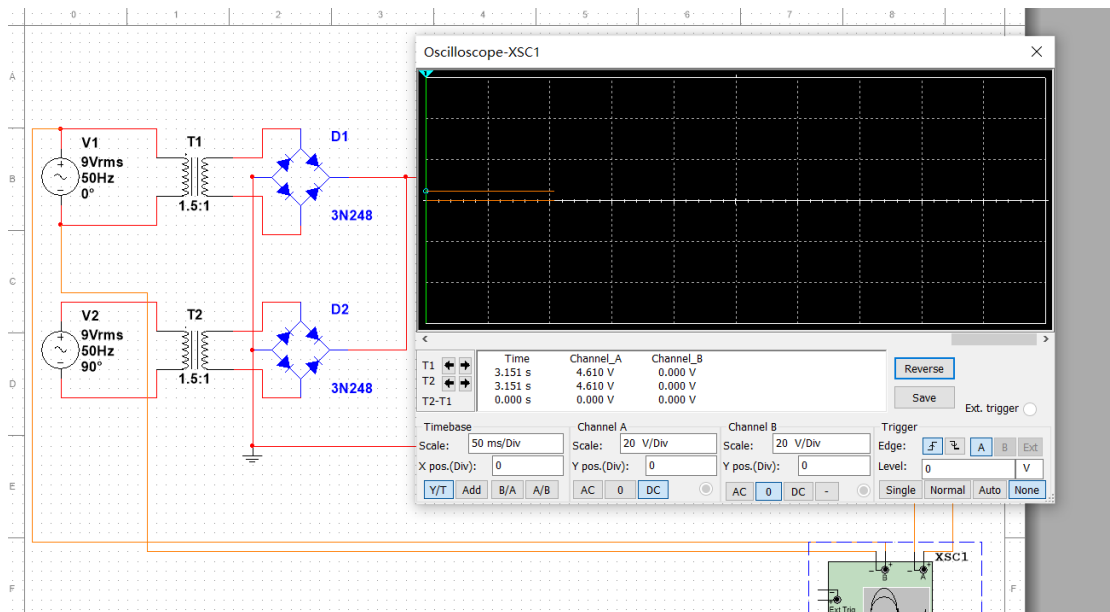 0 1 2 3 4 5 6 7 8
Oscilloscope-XSC1
A
B
C
D
E
F
V1
9Vrms
50Hz
0°
T1
1.5:1
D1
3N248
V2
9Vrms
50Hz
90°
T2
1.5:1
D2
3N248
1
Time Channel_A Channel_B
T1 3.151 s 4.610 V 0.000 V
T2 3.151 s 4.610 V 0.000 V
T2-T1 0.000 s 0.000 V 0.000 V
Reverse
Save
Ext. trigger
Timebase
Scale: 50 ms/Div
X pos.(Div): 0
Y/T Add B/A A/B
Channel A
Scale: 20 V/Div
Y pos.(Div): 0
AC 0 DC
Channel B
Scale: 20 V/Div
Y pos.(Div): 0
AC 0 DC -
Trigger
Edge: A B Ext
Level: 0 V
Single Normal Auto None
XSC1
B A
Ext Trig
F